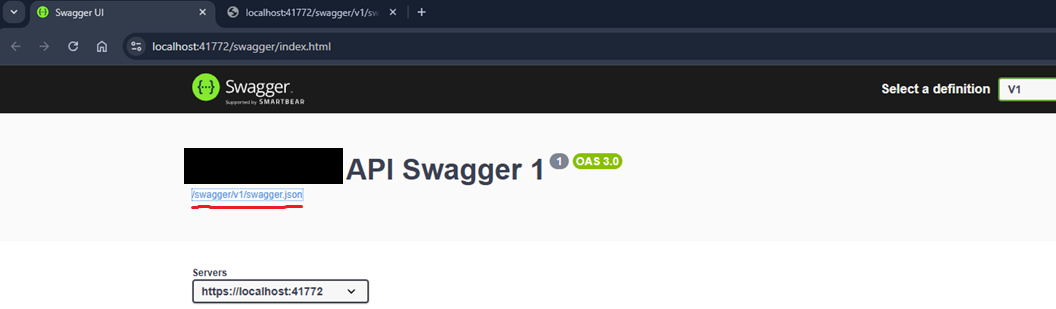 Swagger UI
localhost:41772/swagger/v1/sw
localhost:41772/swagger/index.html
Swagger
Supported by SMARTBEAR
Select a definition
V1
API Swagger 1
1
OAS 3.0
/swagger/v1/swagger.json
Servers
https://localhost:41772